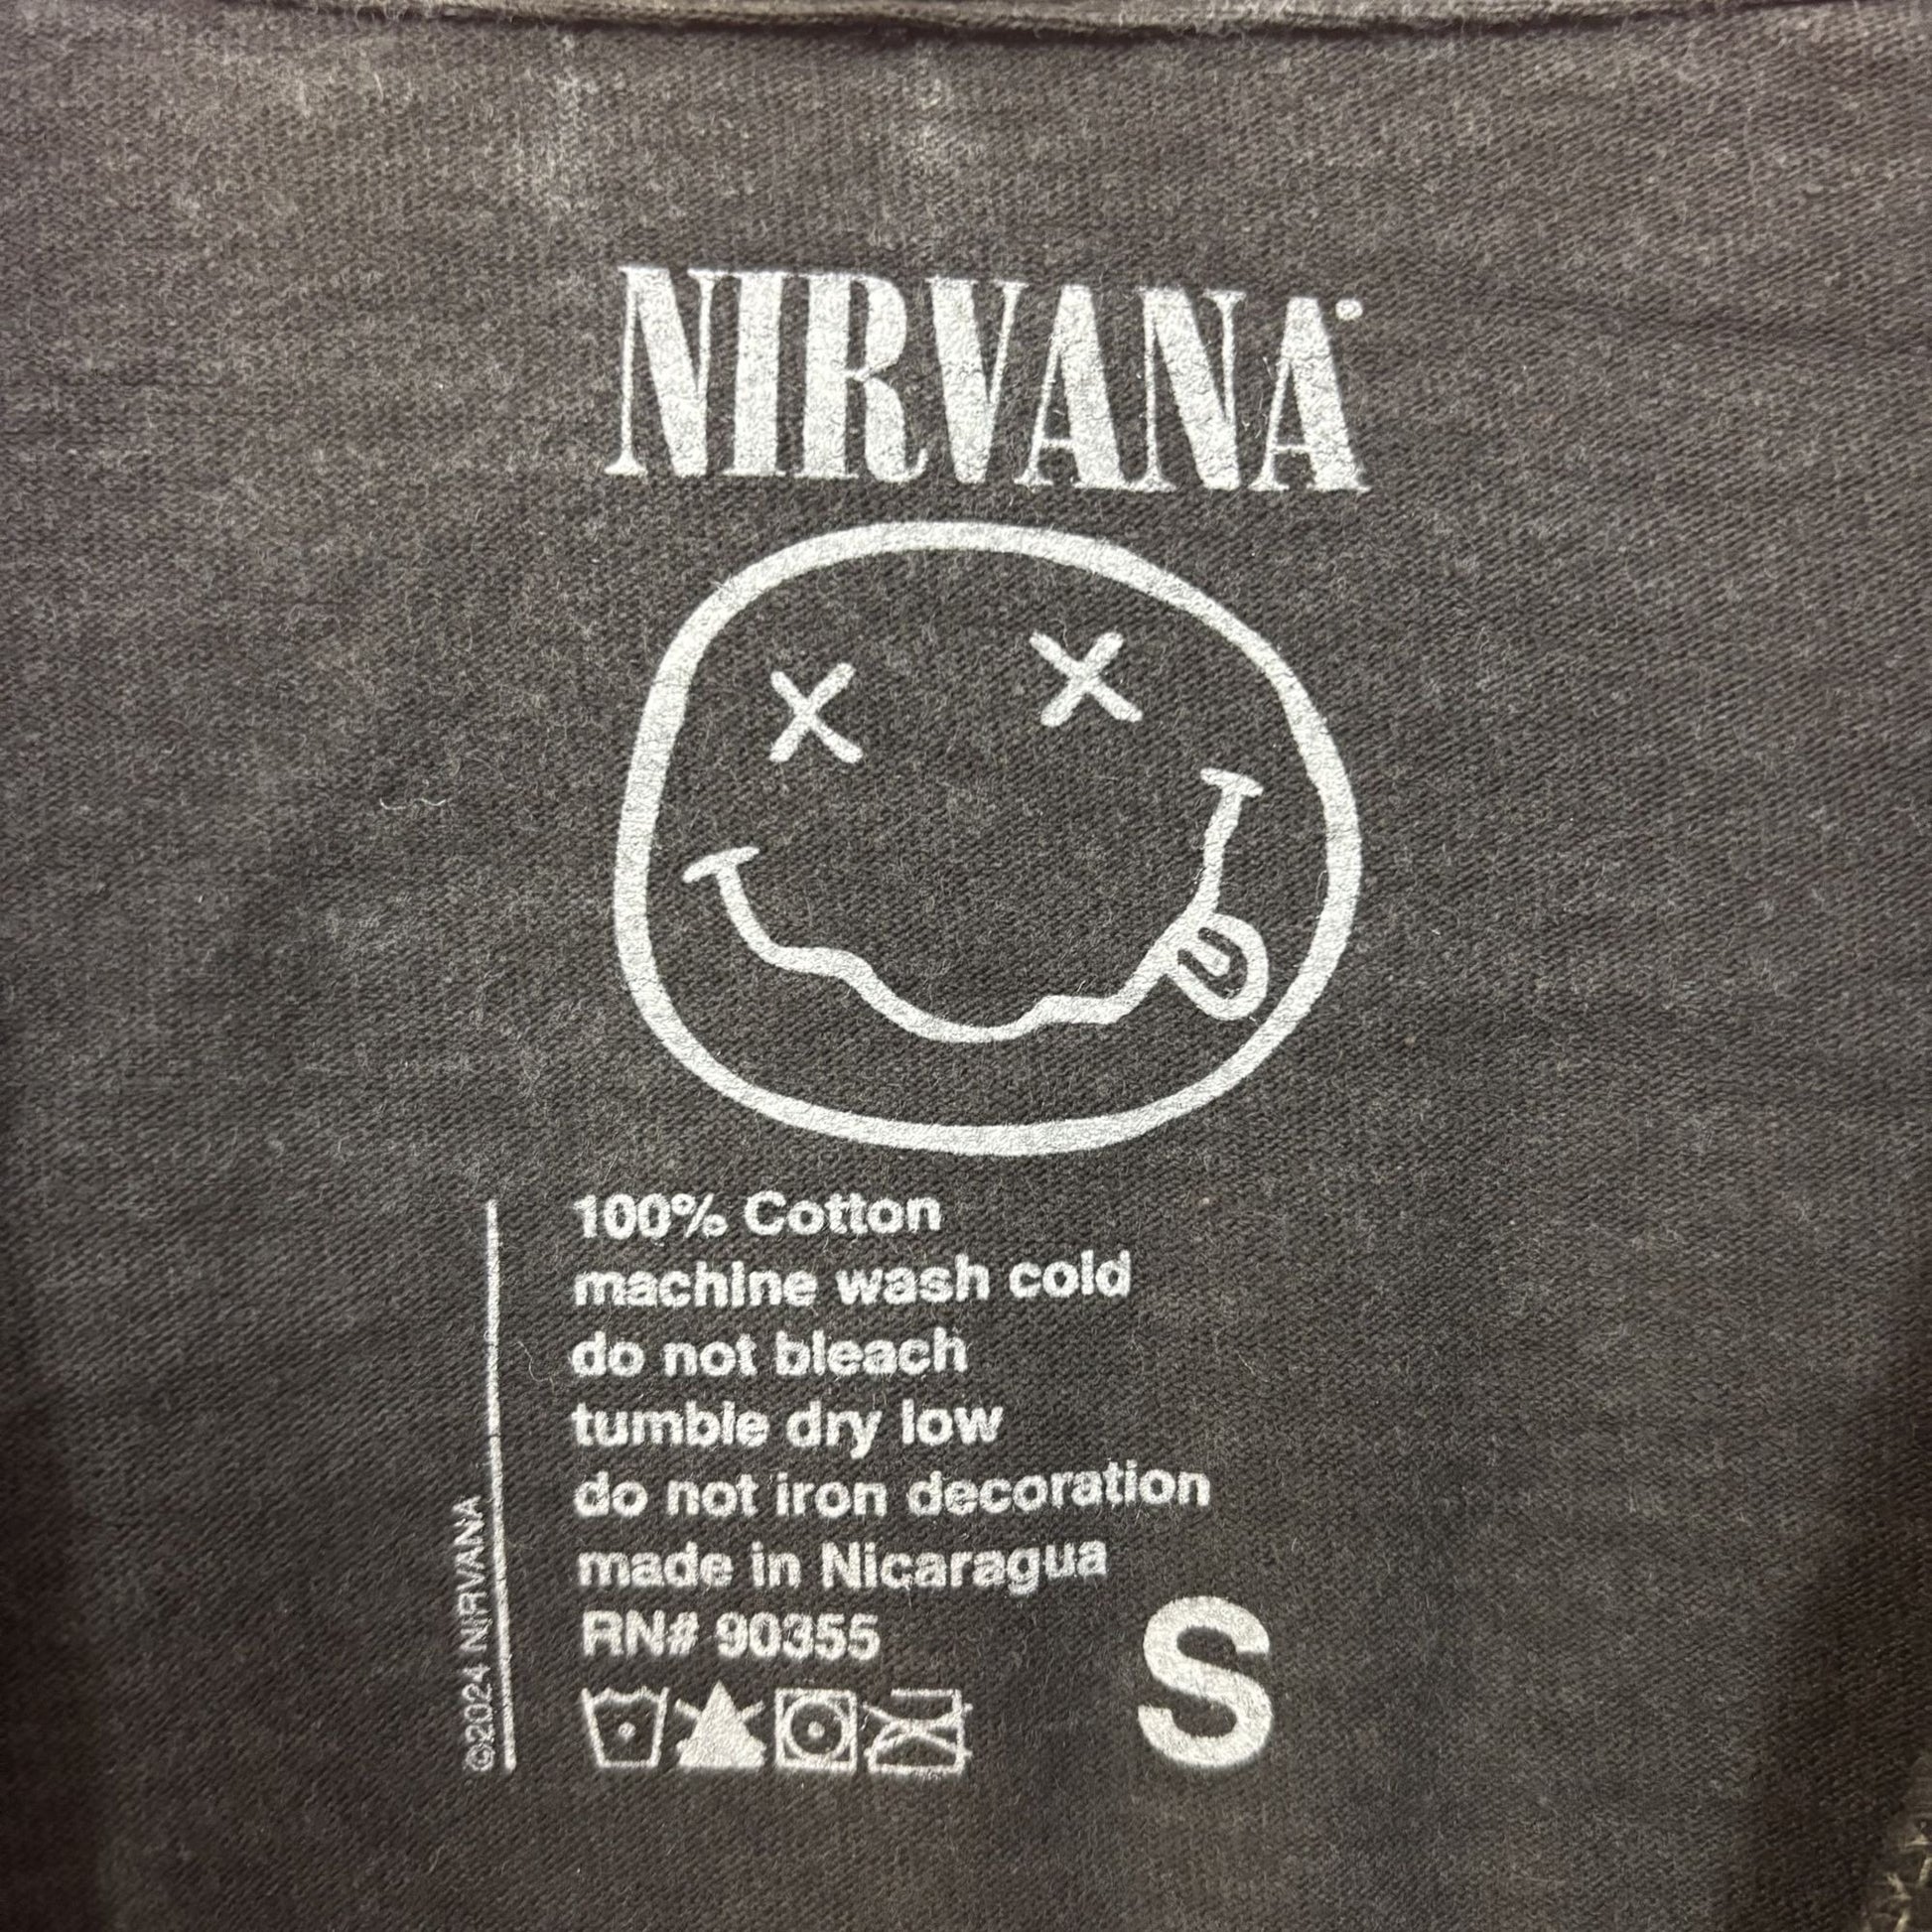 NIRVANA
100% Cotton
machine wash cold
do not bleach
tumble dry low
do not iron decoration
made in Nicaragua
RN# 90355
S
©2024 NIRVANA